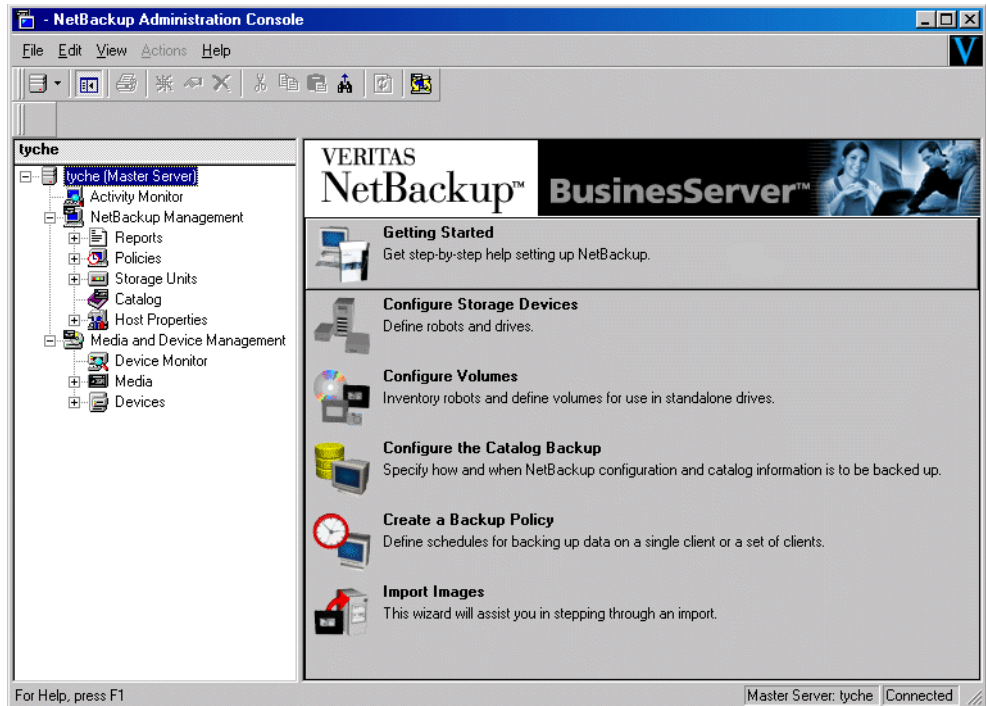 - NetBackup Administration Console
File Edit View Actions Help
V
tyche
tyche (Master Server)
Activity Monitor
NetBackup Management
Reports
Policies
Storage Units
Catalog
Host Properties
Media and Device Management
Device Monitor
Media
Devices
VERITAS
NetBackup™ BusinesServer™
Getting Started
Get step-by-step help setting up NetBackup.
Configure Storage Devices
Define robots and drives.
Configure Volumes
Inventory robots and define volumes for use in standalone drives.
Configure the Catalog Backup
Specify how and when NetBackup configuration and catalog information is to be backed up.
Create a Backup Policy
Define schedules for backing up data on a single client or a set of clients.
Import Images
This wizard will assist you in stepping through an import.
For Help, press F1
Master Server: tyche Connected